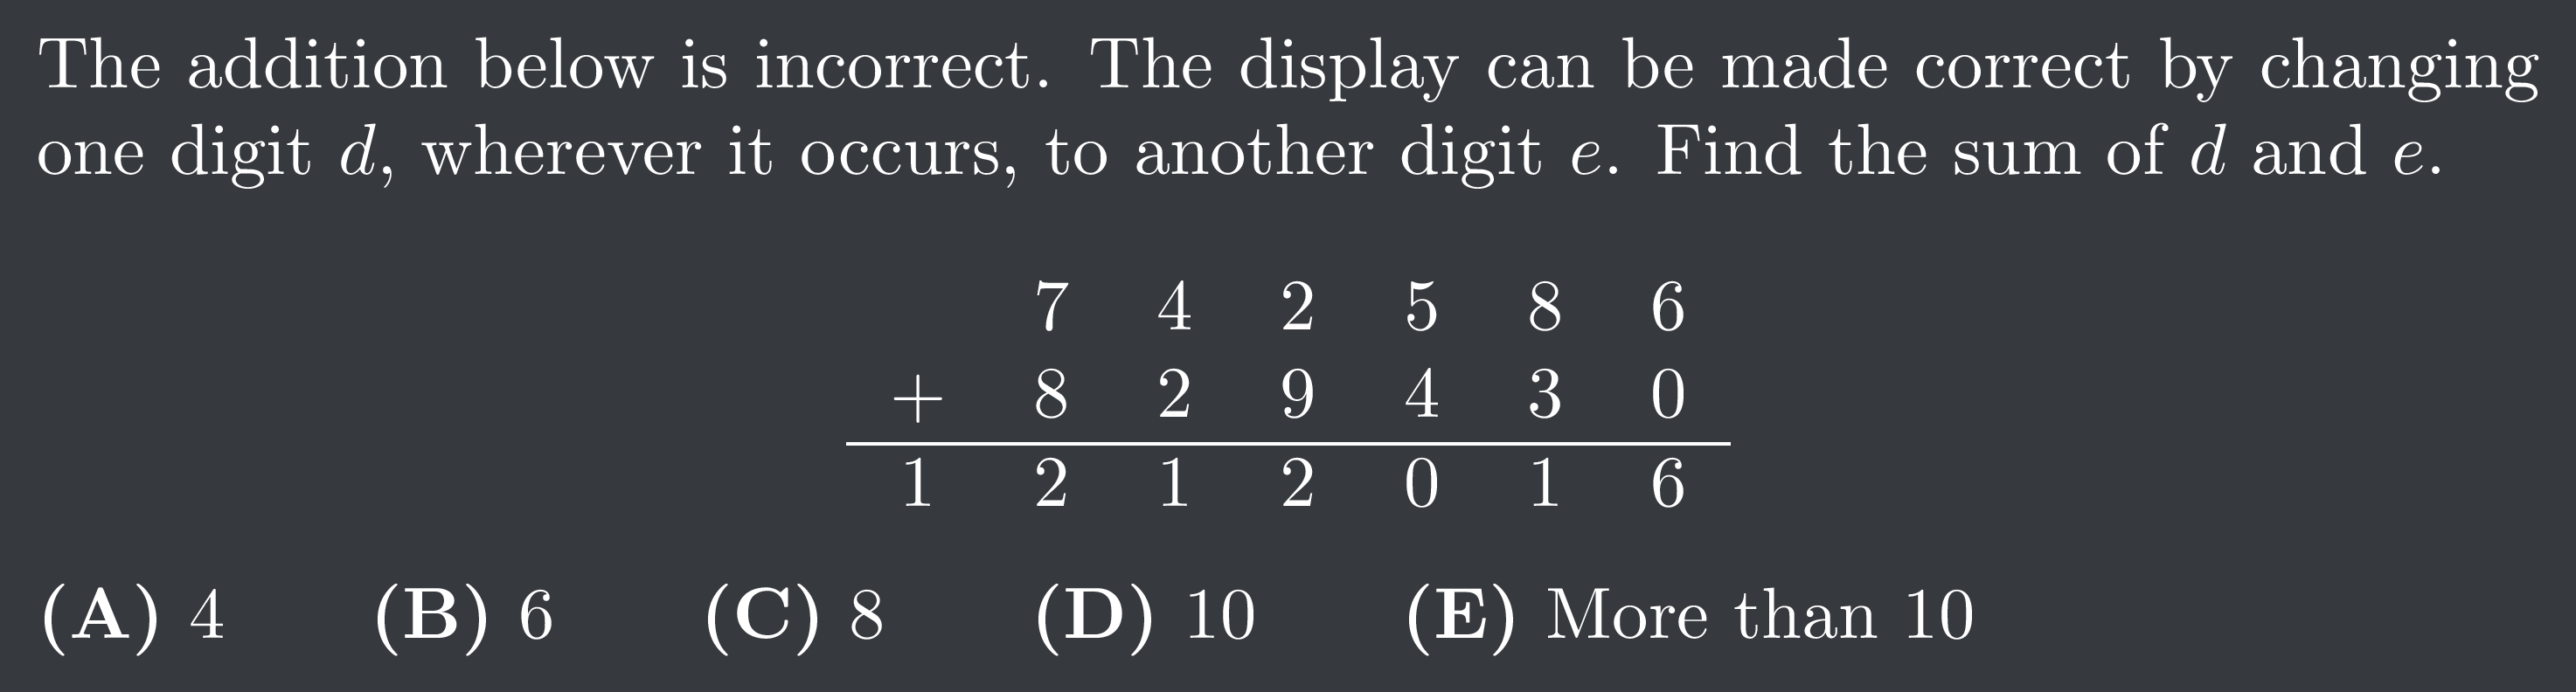 The addition below is incorrect. The display can be made correct by changing
one digit d, wherever it occurs, to another digit e. Find the sum of d and e.
7 4 2 5 8 6
+ 8 2 9 4 3 0
1 2 1 2 0 1 6
(A) 4 (B) 6 (C) 8 (D) 10 (E) More than 10